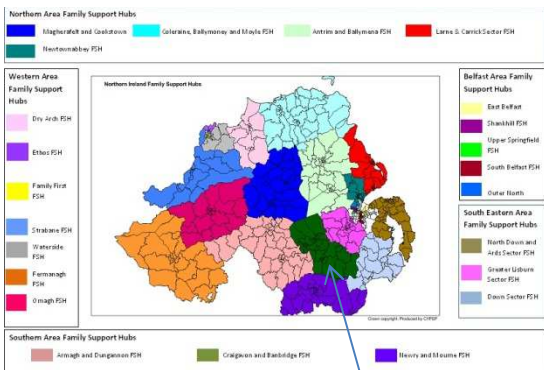 Northern Area Family Support Hubs
Magherafelt and Cookstown
Coleraine, Ballymoney and Moyle FSH
Antrim and Ballymena FSH
Larne & Carrick Sector FSH
Newtownabbey FSH
Western Area
Family Support
Hubs
Dry Arch FSH
Ethos FSH
Family First
FSH
Strabane FSH
Waterside
FSH
Fermanagh
FSH
Omagh FSH
Northern Ireland Family Support Hubs
Crown copyright. Produced by
Belfast Area Family
Support Hubs
East Belfast
Shankhill FSH
Upper Springfield
FSH
South Belfast FSH
Outer North
South Eastern Area
Family Support Hubs
North Down and
Ards Sector FSH
Greater Lisburn
Sector FSH
Down Sector FSH
Southern Area Family Support Hubs
Armagh and Dungannon FSH
Craigavon and Banbridge FSH
Newry and Mourne FSH